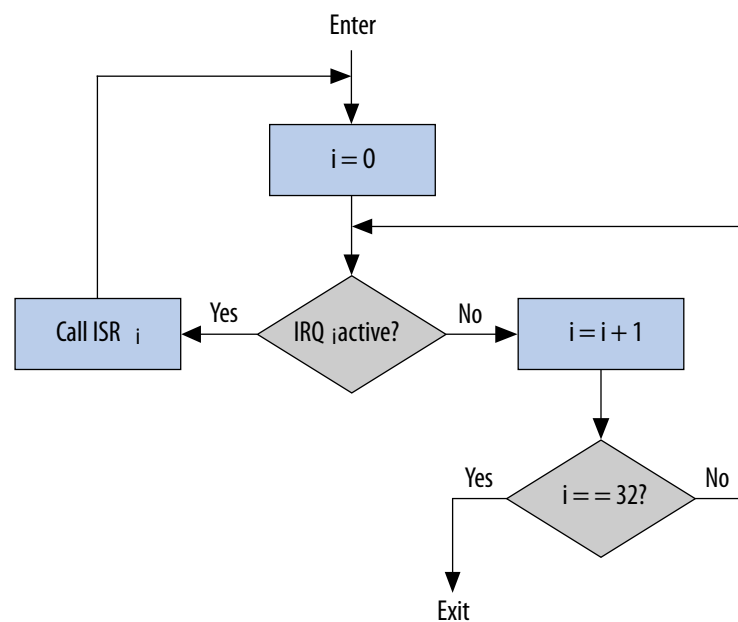 Enter
i = 0
Call ISR i
Yes
IRQ i active?
No
i = i + 1
Yes
i = = 32?
No
Exit